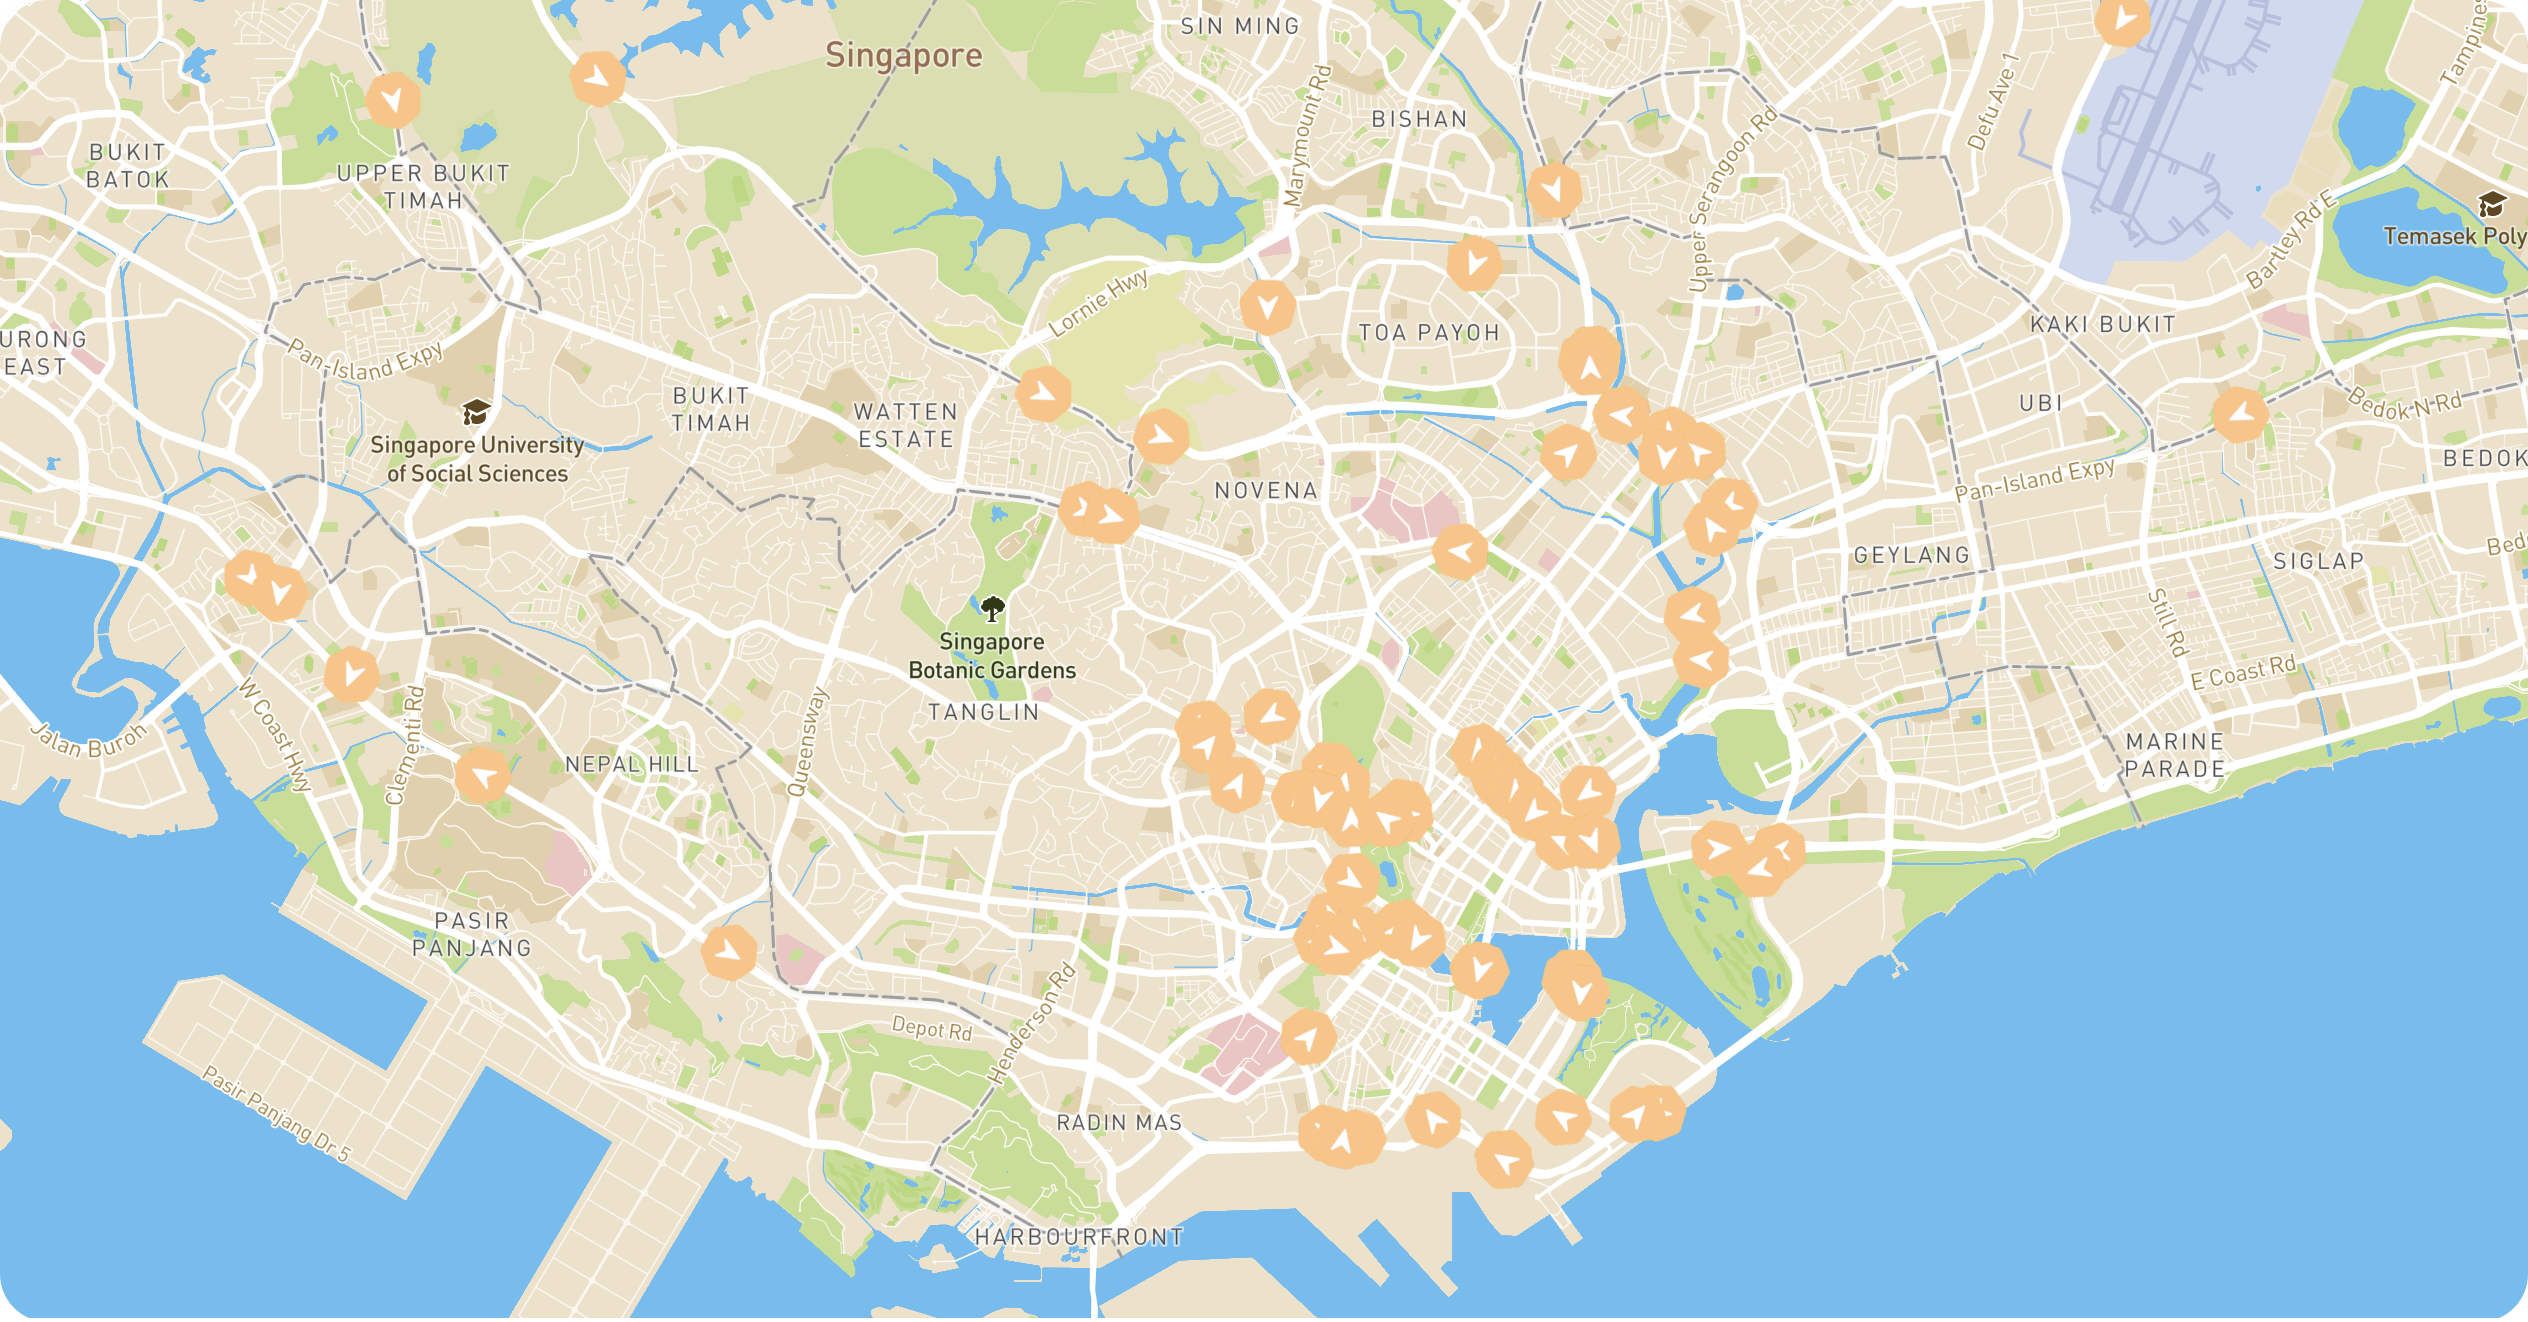 SIN MING
Singapore
Marymount Rd
BISHAN
Defu Ave 1
Upper Serangoon Rd
BUKIT
BATOK
UPPER BUKIT
TIMAH
Bartley Rd E
Temasek Poly
Lornie Hwy
URONG
EAST
Pan-Island Expy
TOA PAYOH
KAKI BUKIT
BUKIT
TIMAH
WATTEN
ESTATE
UBI
Bedok N Rd
Singapore University
of Social Sciences
NOVENA
Pan-Island Expy
BEDOK
GEYLANG
SIGLAP
Still Rd
Singapore
Botanic Gardens
E Coast Rd
TANGLIN
W Coast Hwy
Clementi Rd
Queensway
Jalan Buroh
NEPAL HILL
MARINE
PARADE
PASIR
PANJANG
Depot Rd
Henderson Rd
Pasir Panjang Dr 5
RADIN MAS
HARBOURFRONT